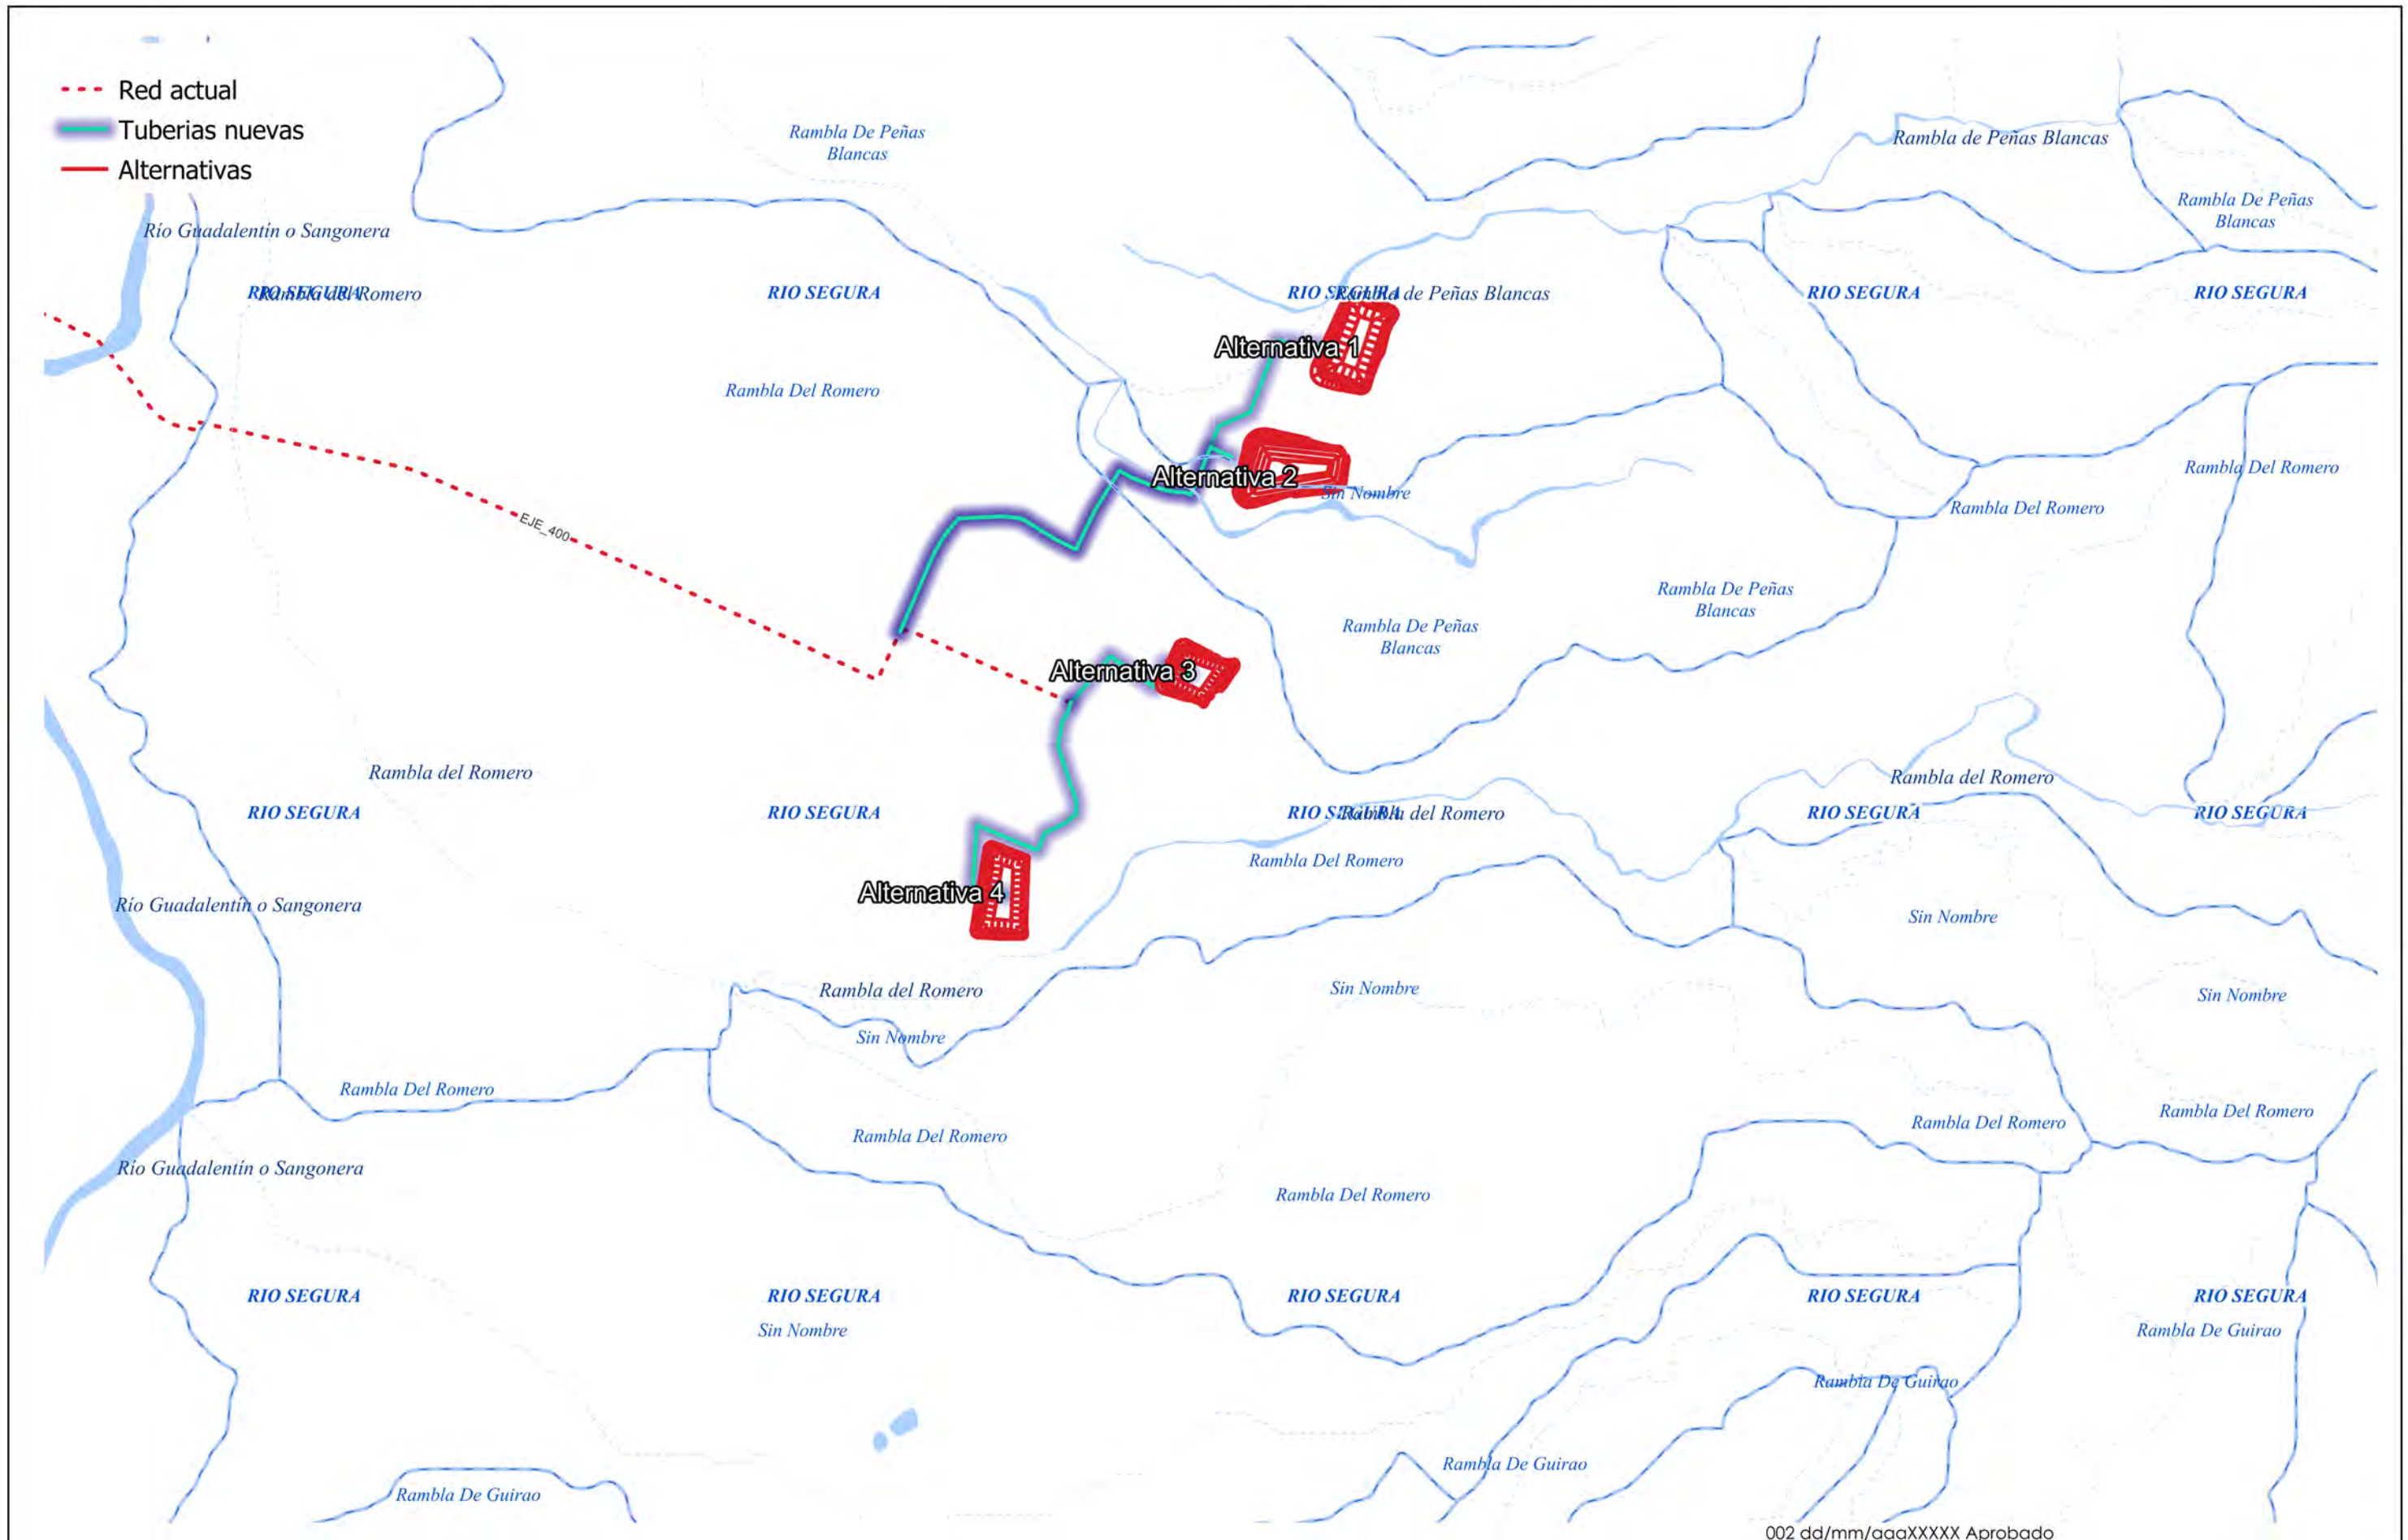 Red actual
Tuberias nuevas
Alternativas
Rambla De Peñas
Blancas
Rambla de Peñas Blancas
Rambla De Peñas
Blancas
Río Guadalentín o Sangonera
RIO SEGURA
Rambla del Romero
RIO SEGURA
RIO SEGURA
Rambla de Peñas Blancas
RIO SEGURA
RIO SEGURA
Alternativa 1
Rambla Del Romero
Rambla Del Romero
Alternativa 2
Sin Nombre
Rambla Del Romero
EJE_400
Rambla De Peñas
Blancas
Rambla De Peñas
Blancas
Alternativa 3
Rambla del Romero
Rambla del Romero
RIO SEGURA
RIO SEGURA
RIO SEGURA
Rambla del Romero
RIO SEGURA
RIO SEGURA
Rambla Del Romero
Alternativa 4
Río Guadalentín o Sangonera
Sin Nombre
Rambla del Romero
Sin Nombre
Sin Nombre
Sin Nombre
Rambla Del Romero
Rambla Del Romero
Rambla Del Romero
Rambla Del Romero
Río Guadalentín o Sangonera
Rambla Del Romero
RIO SEGURA
RIO SEGURA
RIO SEGURA
RIO SEGURA
RIO SEGURA
Sin Nombre
Rambla De Guirao
Rambla De Guirao
Rambla De Guirao
Rambla De Guirao
002 dd/mm/aaaXXXXX Aprobado